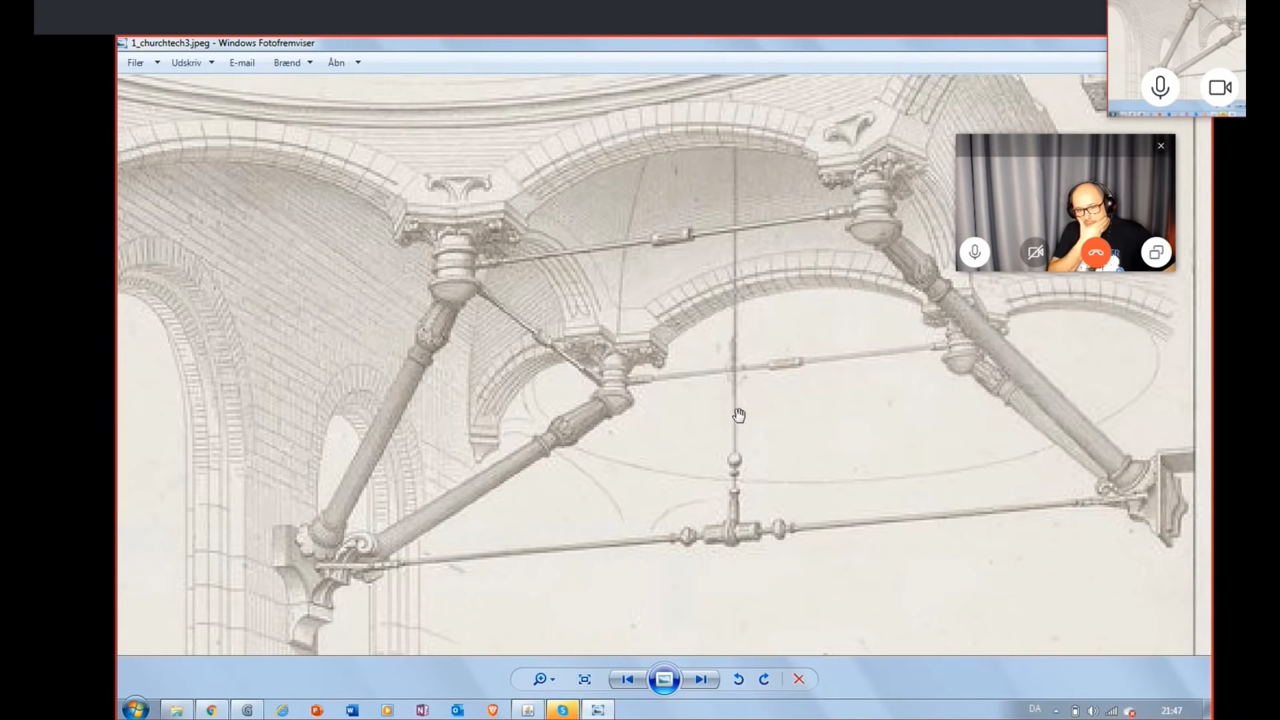 1_churchtech3.jpeg - Windows Fotofremviser
Filer Udskriv E-mail Brænd Åbn
DA 21:47